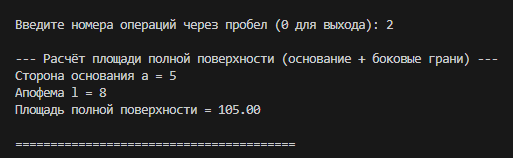 Введите номера операций через пробел (0 для выхода): 2
--- Расчёт площади полной поверхности (основание + боковые грани) ---
Сторона основания a = 5
Апофема l = 8
Площадь полной поверхности = 105.00
========================================